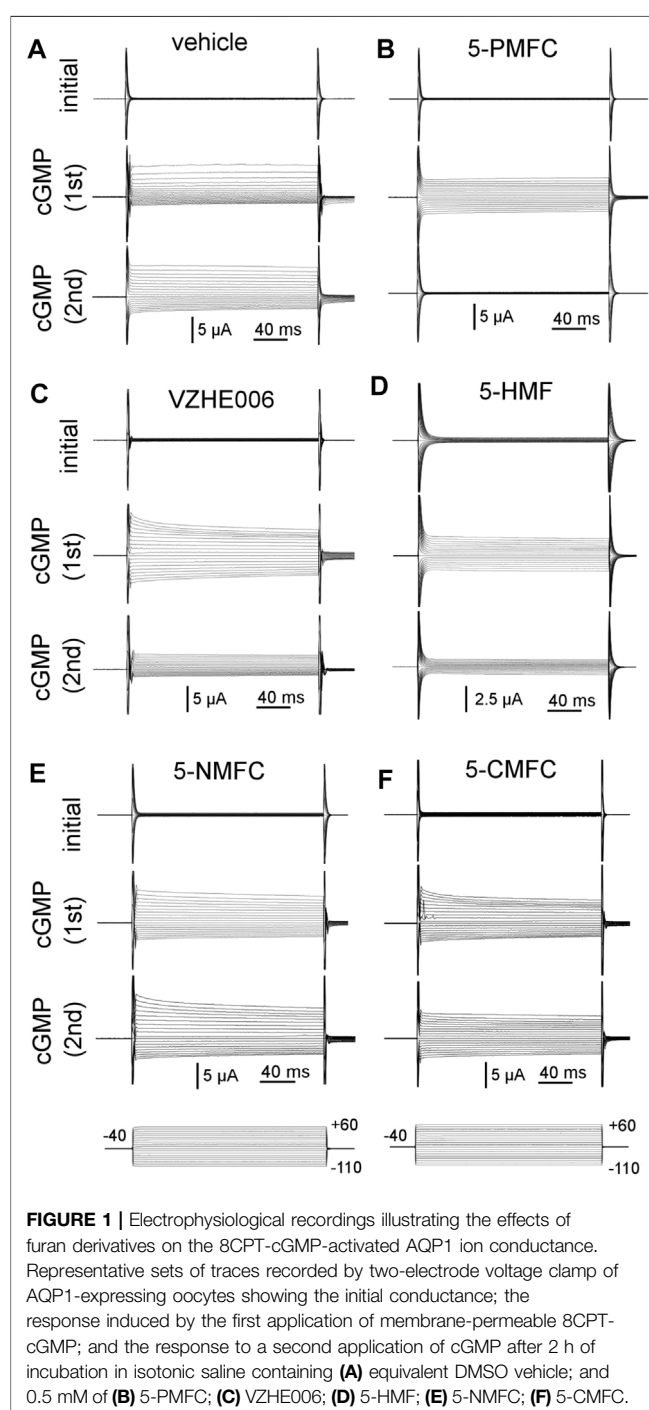 A
vehicle
initial
cGMP
(1st)
cGMP
(2nd)
5 µA 40 ms
B
5-PMFC
5 µA 40 ms
C
VZHE006
initial
cGMP
(1st)
cGMP
(2nd)
5 µA 40 ms
D
5-HMF
2.5 µA 40 ms
E
5-NMFC
initial
cGMP
(1st)
cGMP
(2nd)
5 µA 40 ms
-40
+60
-110
F
5-CMFC
5 µA 40 ms
-40
+60
-110
FIGURE 1 | Electrophysiological recordings illustrating the effects of
furan derivatives on the 8CPT-cGMP-activated AQP1 ion conductance.
Representative sets of traces recorded by two-electrode voltage clamp of
AQP1-expressing oocytes showing the initial conductance; the
response induced by the first application of membrane-permeable 8CPT-
cGMP; and the response to a second application of cGMP after 2 h of
incubation in isotonic saline containing (A) equivalent DMSO vehicle; and
0.5 mM of (B) 5-PMFC; (C) VZHE006; (D) 5-HMF; (E) 5-NMFC; (F) 5-CMFC.